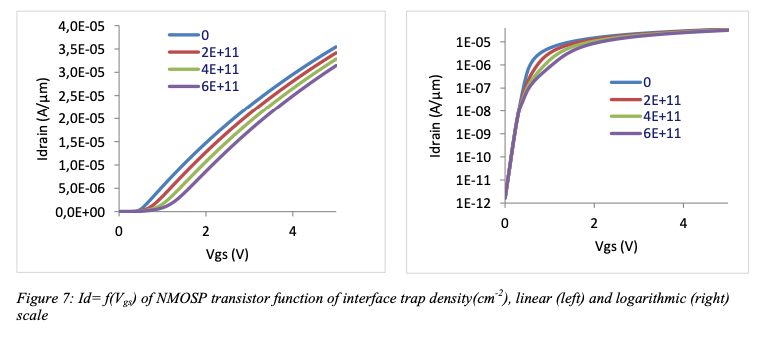 4,0E-05
3,5E-05
3,0E-05
2,5E-05
2,0E-05
1,5E-05
1,0E-05
5,0E-06
0,0E+00
Idrain (A/µm)
0
2E+11
4E+11
6E+11
0 2 4
Vgs (V)
1E-05
1E-06
1E-07
1E-08
1E-09
1E-10
1E-11
1E-12
Idrain (A/µm)
0
2E+11
4E+11
6E+11
0 2 4
Vgs (V)
Figure 7: Id= f(Vgs) of NMOSP transistor function of interface trap density(cm-2), linear (left) and logarithmic (right)
scale